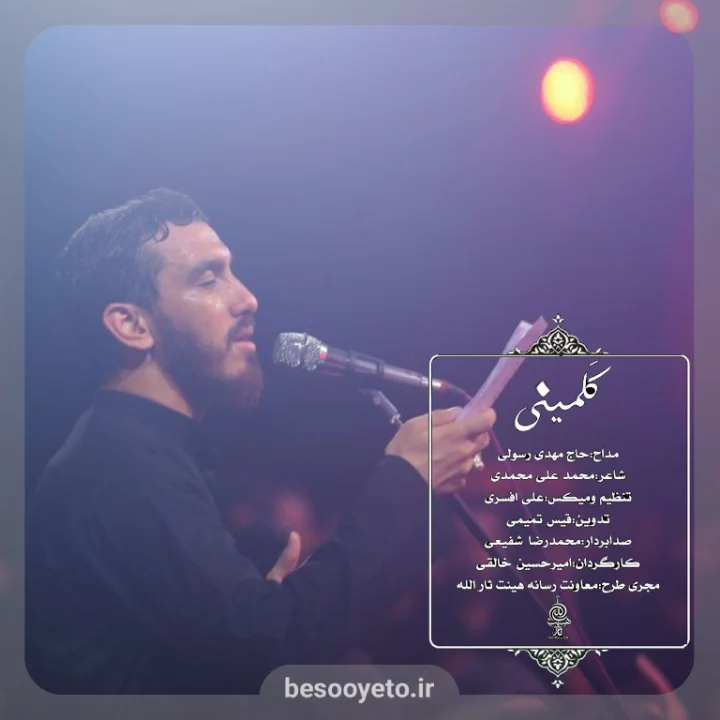 کَلمینی
مداح:حاج مهدی رسولی
شاعر:محمد علی محمدی
تنظیم ومیکس:علی افسری
تدوین:قیس تمیمی
صدابردار:محمدرضا شفیعی
کارگردان:امیرحسین خالقی
مجری طرح:معاونت رسانه هیئت ثار الله
besooyeto.ir